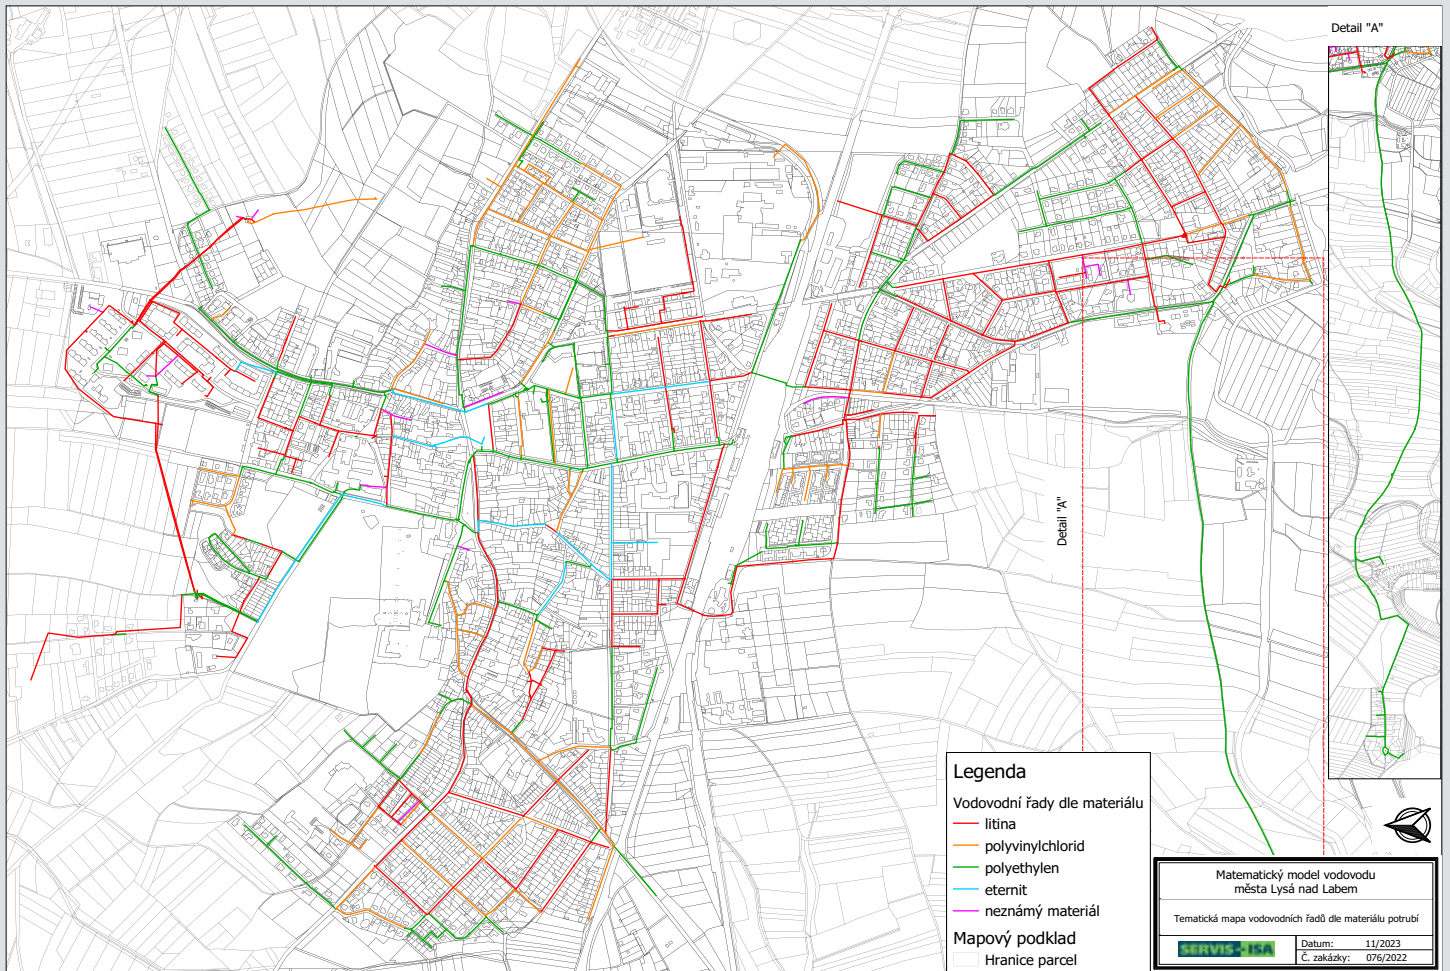 Detail "A"
Detail "A"
Legenda
Vodovodní řady dle materiálu
litina
polyvinylchlorid
polyethylen
eternit
neznámý materiál
Mapový podklad
Hranice parcel
Matematický model vodovodu
města Lysá nad Labem
Tematická mapa vodovodních řadů dle materiálu potrubí
SERVIS-ISA
Datum: 11/2023
Č. zakázky: 076/2022